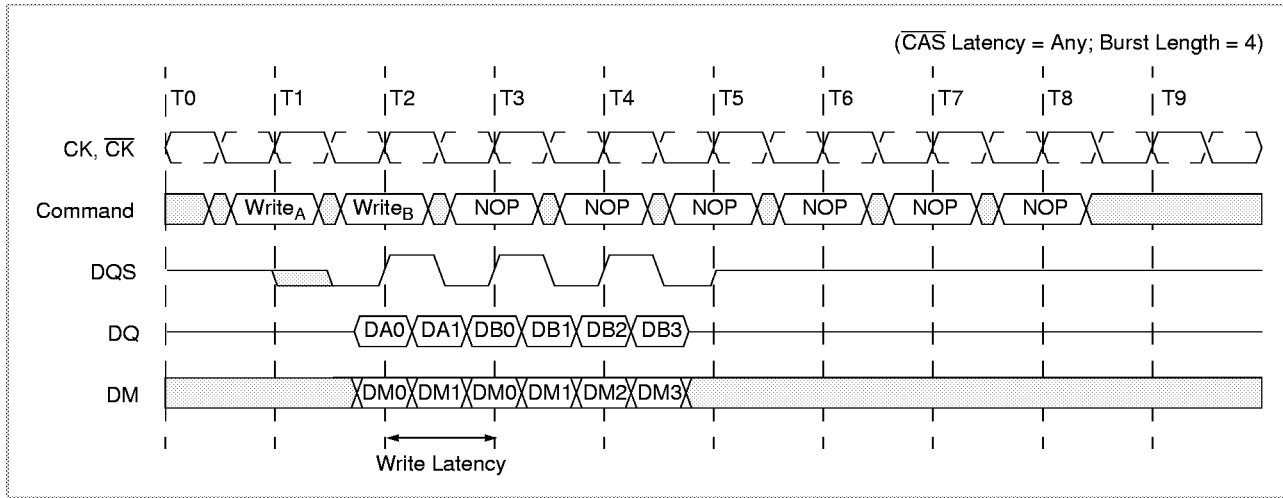 (CAS Latency = Any; Burst Length = 4)
T0 T1 T2 T3 T4 T5 T6 T7 T8 T9
CK, CK
Command WriteA WriteB NOP NOP NOP NOP NOP NOP
DQS
DQ DA0 DA1 DB0 DB1 DB2 DB3
DM DM0 DM1 DM0 DM1 DM2 DM3
Write Latency